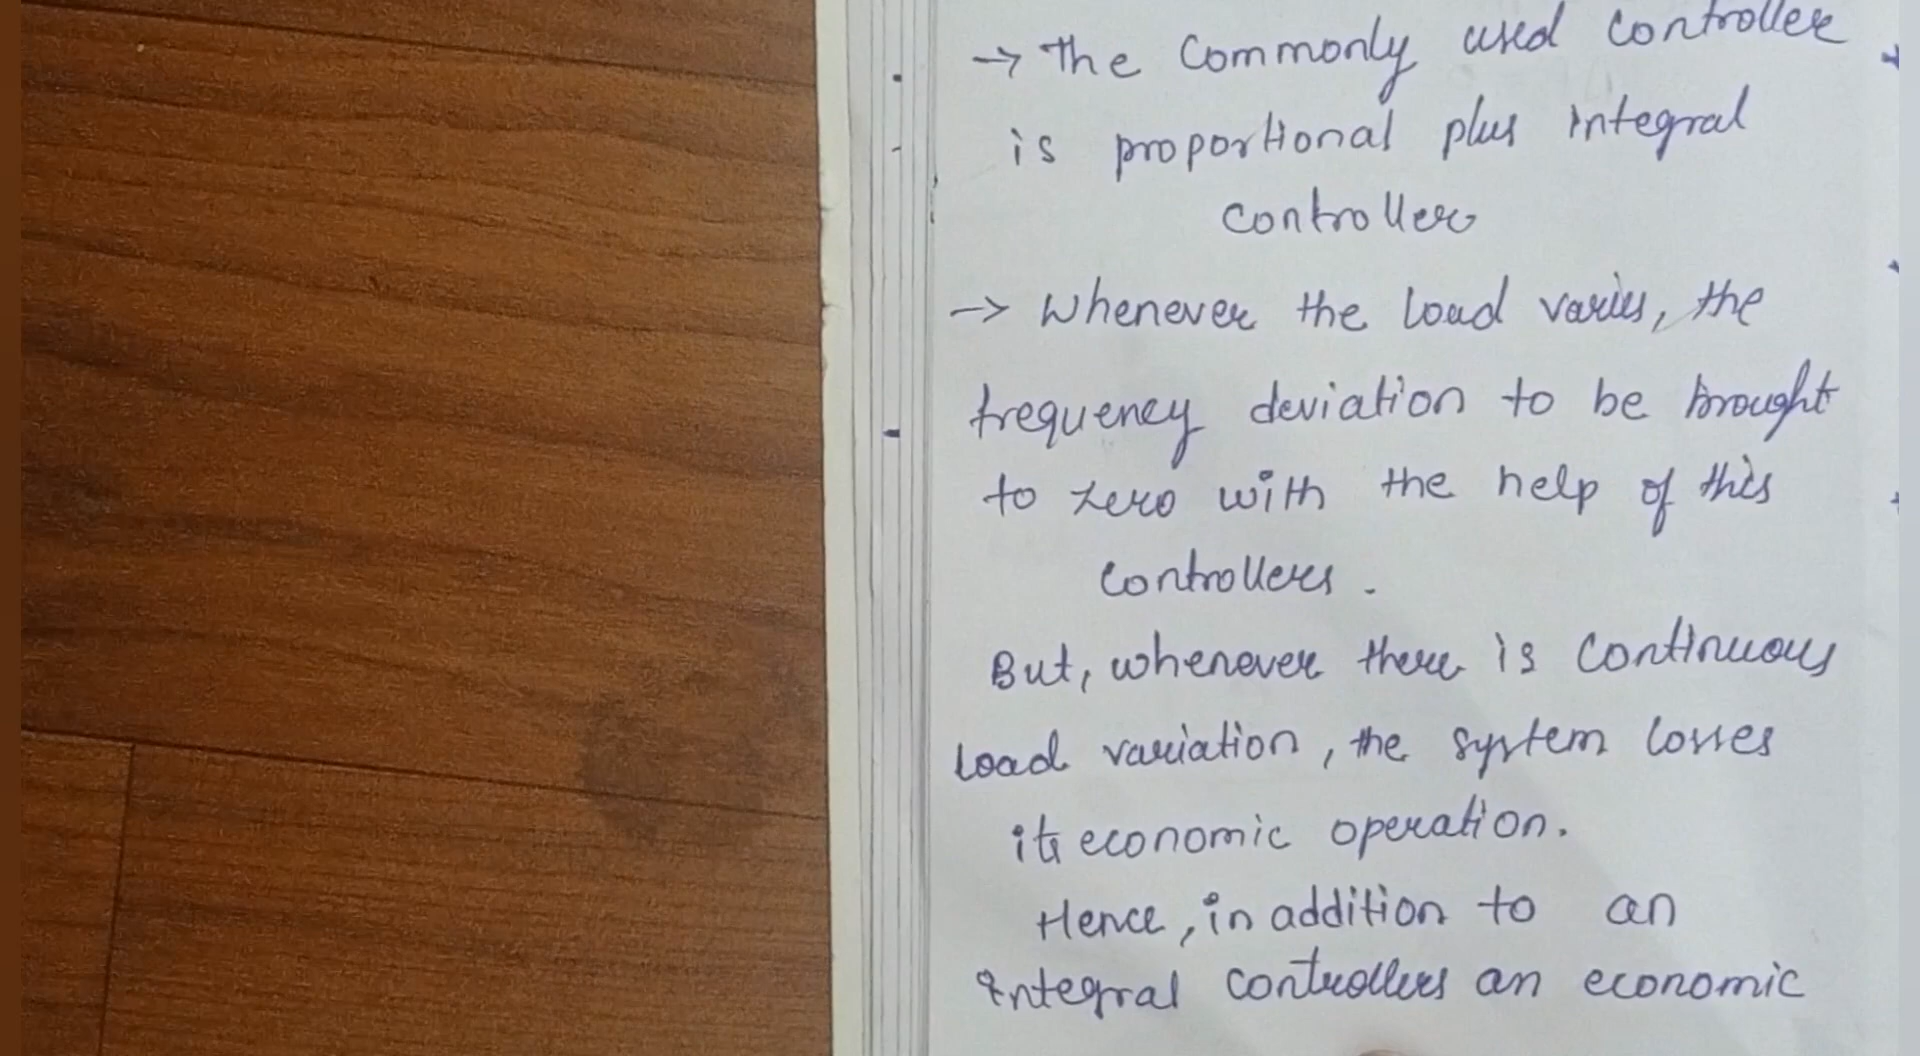 → the commonly used controller
is proportional plus integral
controller
→ Whenever the load varies, the
frequency deviation to be brought
to zero with the help of this
controllers.
But, whenever there is continuous
load variation, the system losses
its economic operation.
Hence, in addition to an
integral controllers an economic